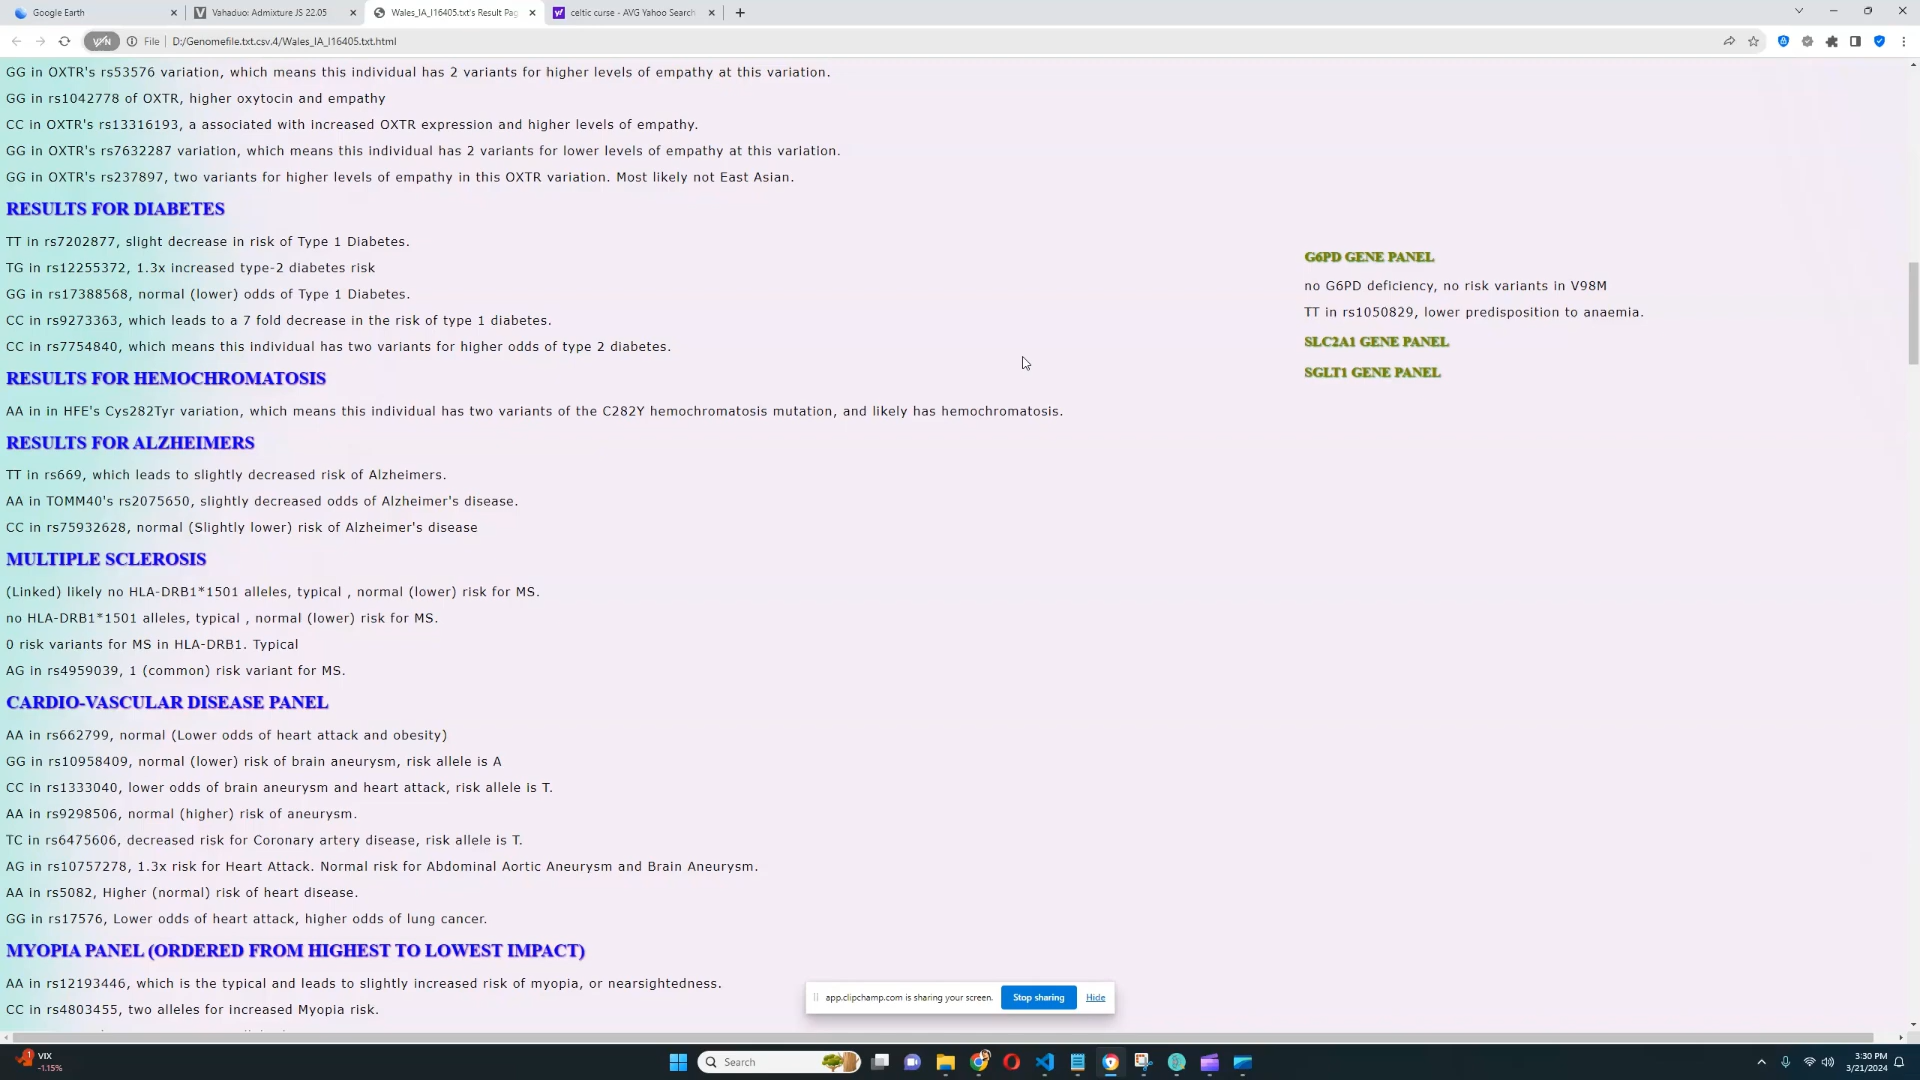 Google Earth
Vahaduo: Admixture JS 22.05
Wales_IA_I16405.txt's Result Pag
celtic curse - AVG Yahoo Search
VPN
File
D:/Genomefile.txt.csv.4/Wales_IA_I16405.txt.html
GG in OXTR's rs53576 variation, which means this individual has 2 variants for higher levels of empathy at this variation.
GG in rs1042778 of OXTR, higher oxytocin and empathy
CC in OXTR's rs13316193, a associated with increased OXTR expression and higher levels of empathy.
GG in OXTR's rs7632287 variation, which means this individual has 2 variants for lower levels of empathy at this variation.
GG in OXTR's rs237897, two variants for higher levels of empathy in this OXTR variation. Most likely not East Asian.
RESULTS FOR DIABETES
TT in rs7202877, slight decrease in risk of Type 1 Diabetes.
TG in rs12255372, 1.3x increased type-2 diabetes risk
GG in rs17388568, normal (lower) odds of Type 1 Diabetes.
CC in rs9273363, which leads to a 7 fold decrease in the risk of type 1 diabetes.
CC in rs7754840, which means this individual has two variants for higher odds of type 2 diabetes.
G6PD GENE PANEL
no G6PD deficiency, no risk variants in V98M
TT in rs1050829, lower predisposition to anaemia.
SLC2A1 GENE PANEL
SGLT1 GENE PANEL
RESULTS FOR HEMOCHROMATOSIS
AA in in HFE's Cys282Tyr variation, which means this individual has two variants of the C282Y hemochromatosis mutation, and likely has hemochromatosis.
RESULTS FOR ALZHEIMERS
TT in rs669, which leads to slightly decreased risk of Alzheimers.
AA in TOMM40's rs2075650, slightly decreased odds of Alzheimer's disease.
CC in rs75932628, normal (Slightly lower) risk of Alzheimer's disease
MULTIPLE SCLEROSIS
(Linked) likely no HLA-DRB1*1501 alleles, typical , normal (lower) risk for MS.
no HLA-DRB1*1501 alleles, typical , normal (lower) risk for MS.
0 risk variants for MS in HLA-DRB1. Typical
AG in rs4959039, 1 (common) risk variant for MS.
CARDIO-VASCULAR DISEASE PANEL
AA in rs662799, normal (Lower odds of heart attack and obesity)
GG in rs10958409, normal (lower) risk of brain aneurysm, risk allele is A
CC in rs1333040, lower odds of brain aneurysm and heart attack, risk allele is T.
AA in rs9298506, normal (higher) risk of aneurysm.
TC in rs6475606, decreased risk for Coronary artery disease, risk allele is T.
AG in rs10757278, 1.3x risk for Heart Attack. Normal risk for Abdominal Aortic Aneurysm and Brain Aneurysm.
AA in rs5082, Higher (normal) risk of heart disease.
GG in rs17576, Lower odds of heart attack, higher odds of lung cancer.
MYOPIA PANEL (ORDERED FROM HIGHEST TO LOWEST IMPACT)
AA in rs12193446, which is the typical and leads to slightly increased risk of myopia, or nearsightedness.
CC in rs4803455, two alleles for increased Myopia risk.
app.clipchamp.com is sharing your screen.
Stop sharing
Hide
1
VIX
-1.15%
Search
3:30 PM
3/21/2024